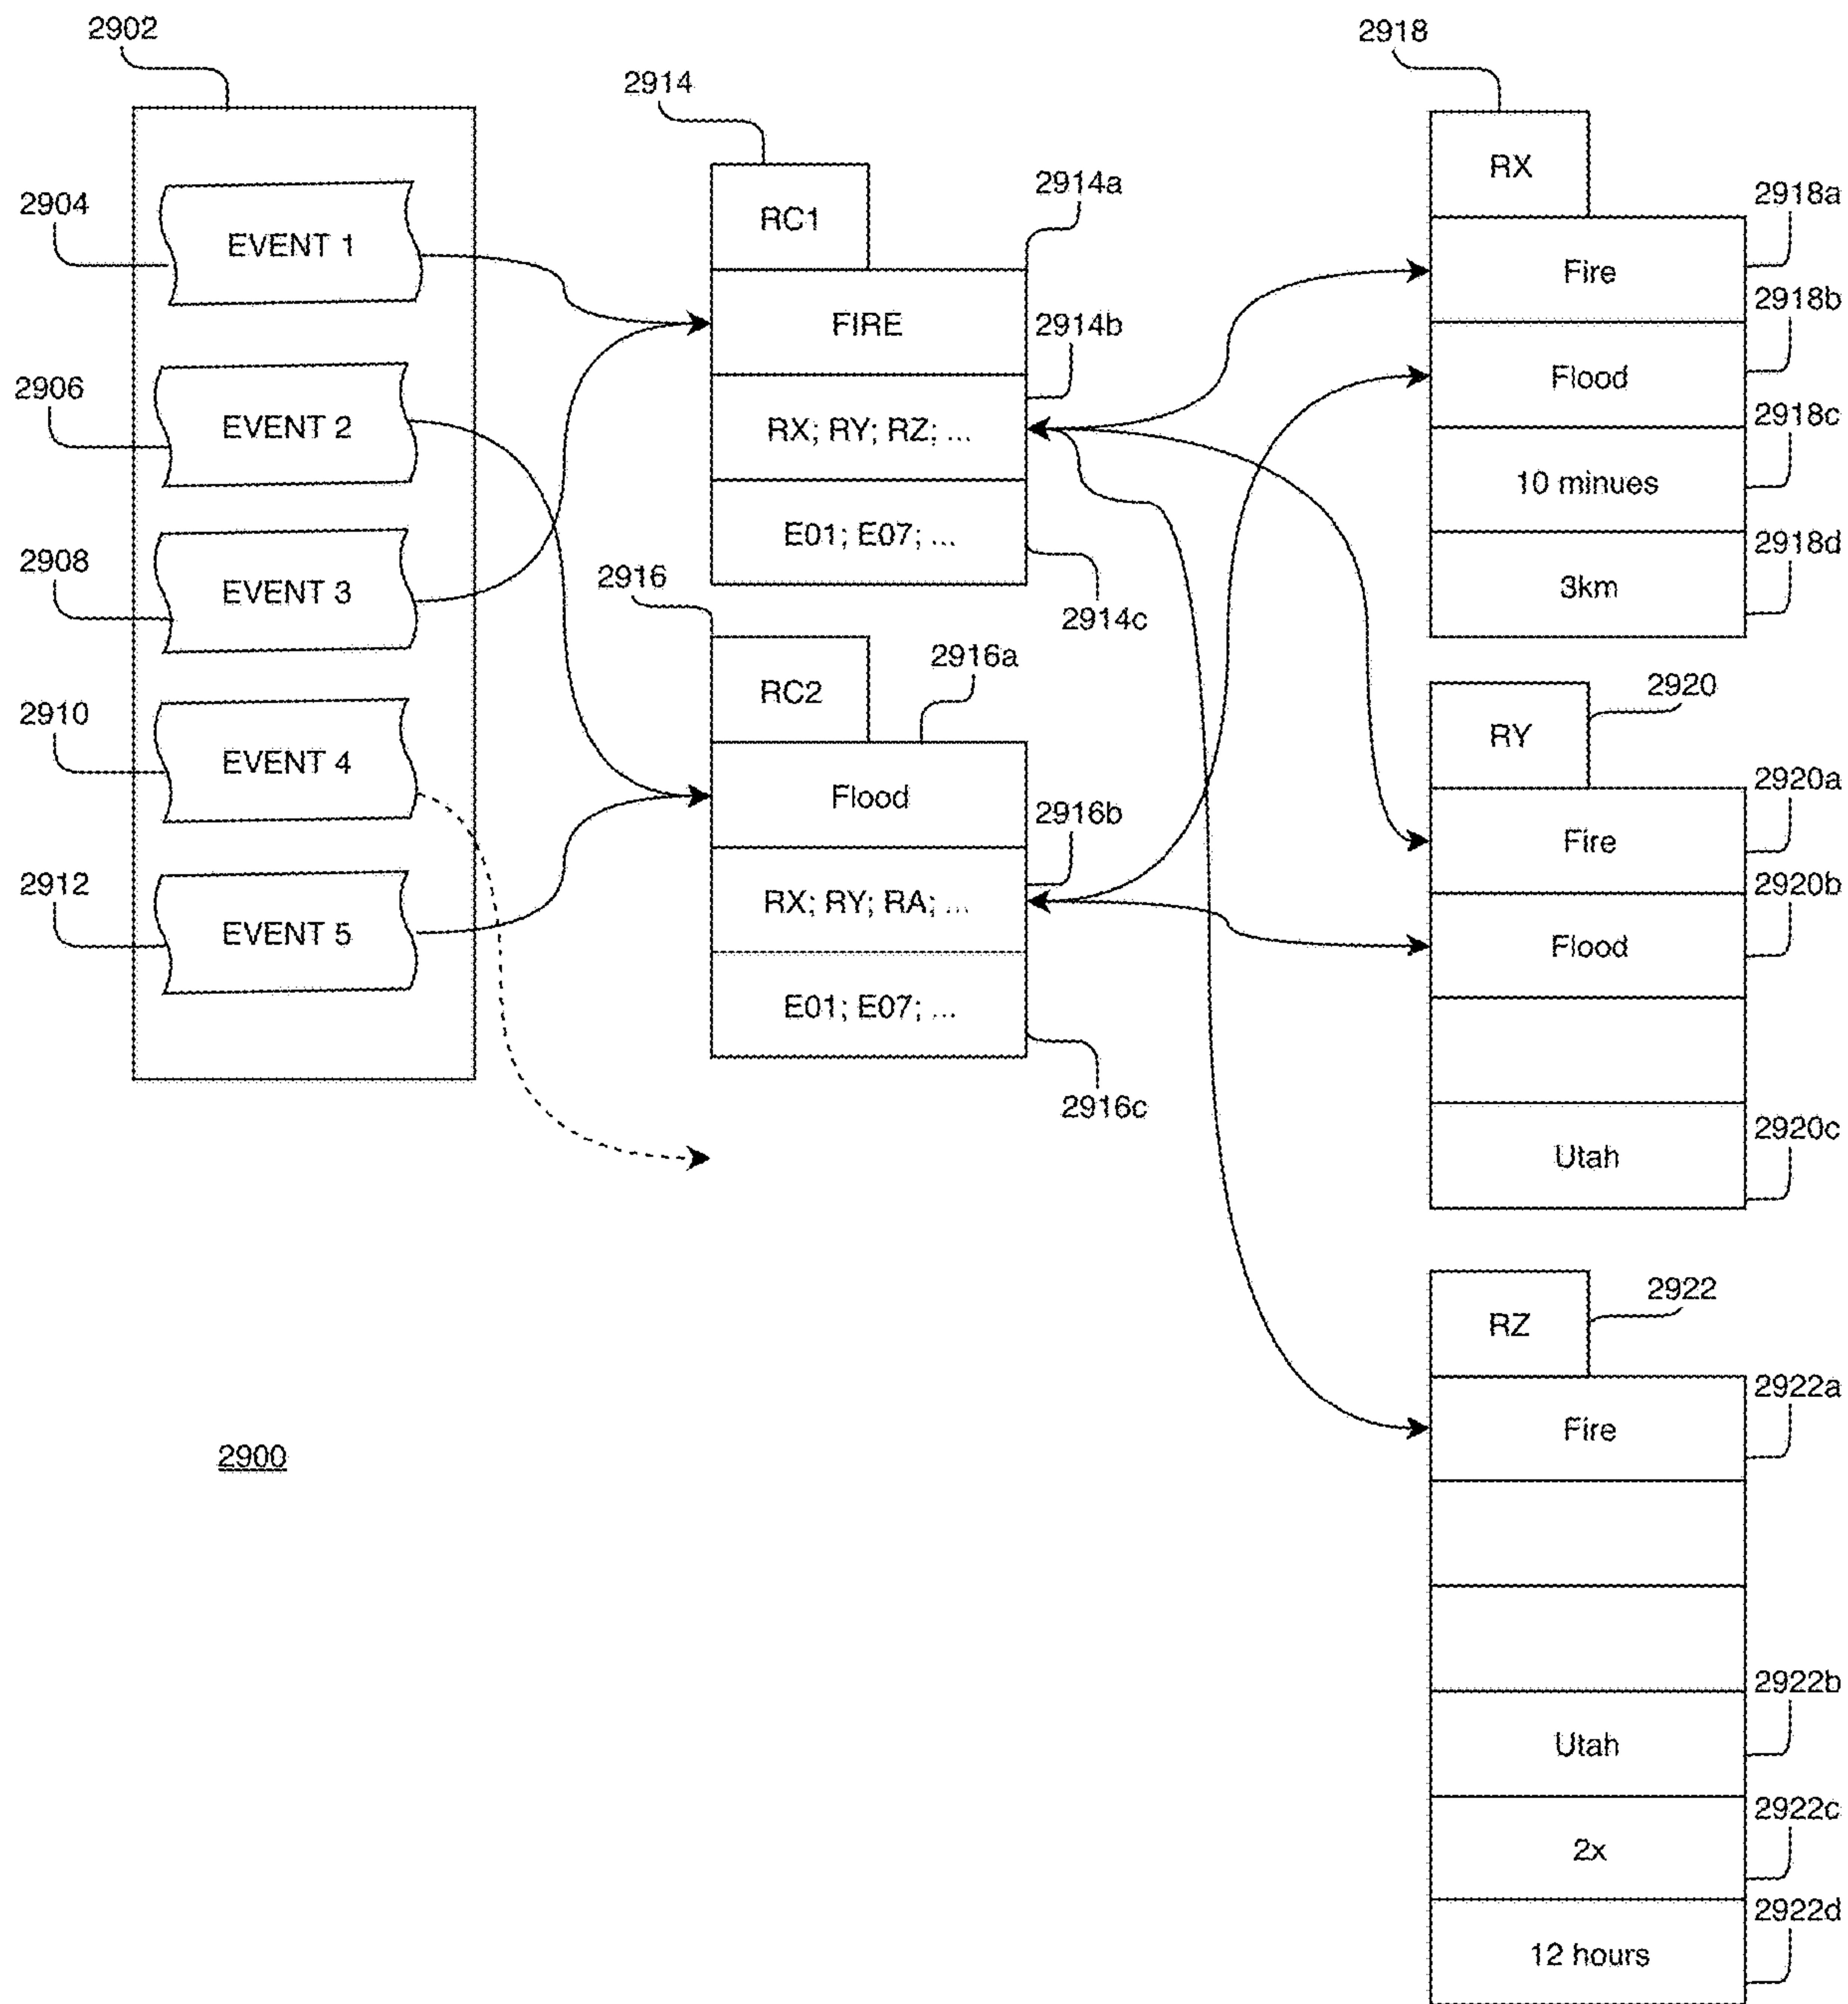 2902
2904
EVENT 1
2906
EVENT 2
2908
EVENT 3
2910
EVENT 4
2912
EVENT 5
2914
RC1
2914a
FIRE
2914b
RX; RY; RZ; ...
E01; E07; ...
2914c
2916
RC2
2916a
Flood
2916b
RX; RY; RA; ...
E01; E07; ...
2916c
2918
RX
2918a
Fire
2918b
Flood
2918c
10 minues
2918d
3km
2920
RY
2920a
Fire
2920b
Flood
2920c
Utah
2922
RZ
2922a
Fire
2922b
Utah
2922c
2x
2922d
12 hours
2900